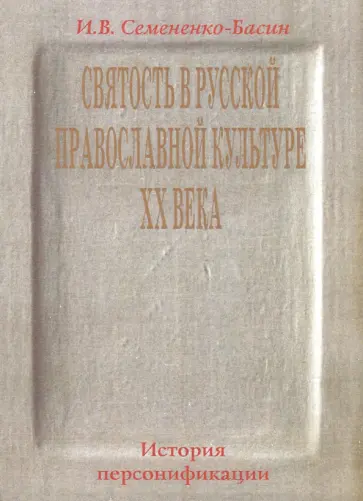 И.В. Семененко-Басин
СВЯТОСТЬ В РУССКОЙ
ПРАВОСЛАВНОЙ КУЛЬТУРЕ
XX ВЕКА
История
персонификации